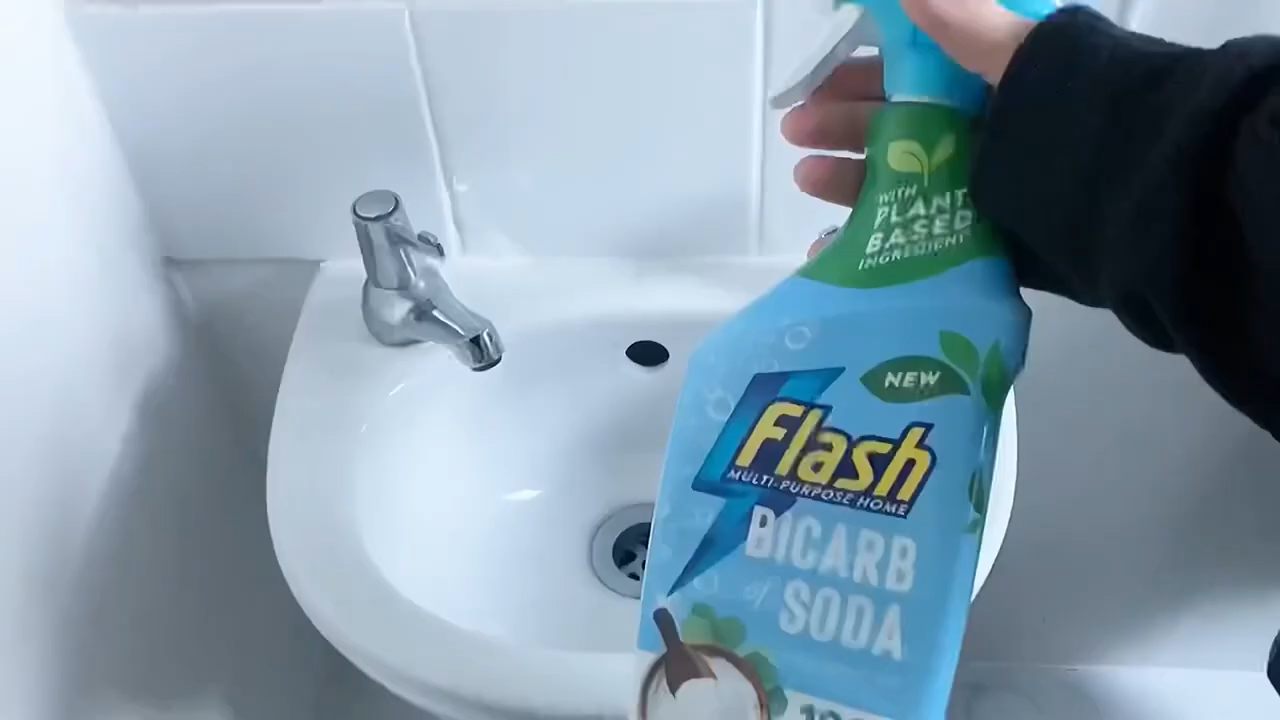 WITH
PLANT
BASED
INGREDIENTS
NEW
Flash
MULTI-PURPOSE HOME
BICARB
of SODA